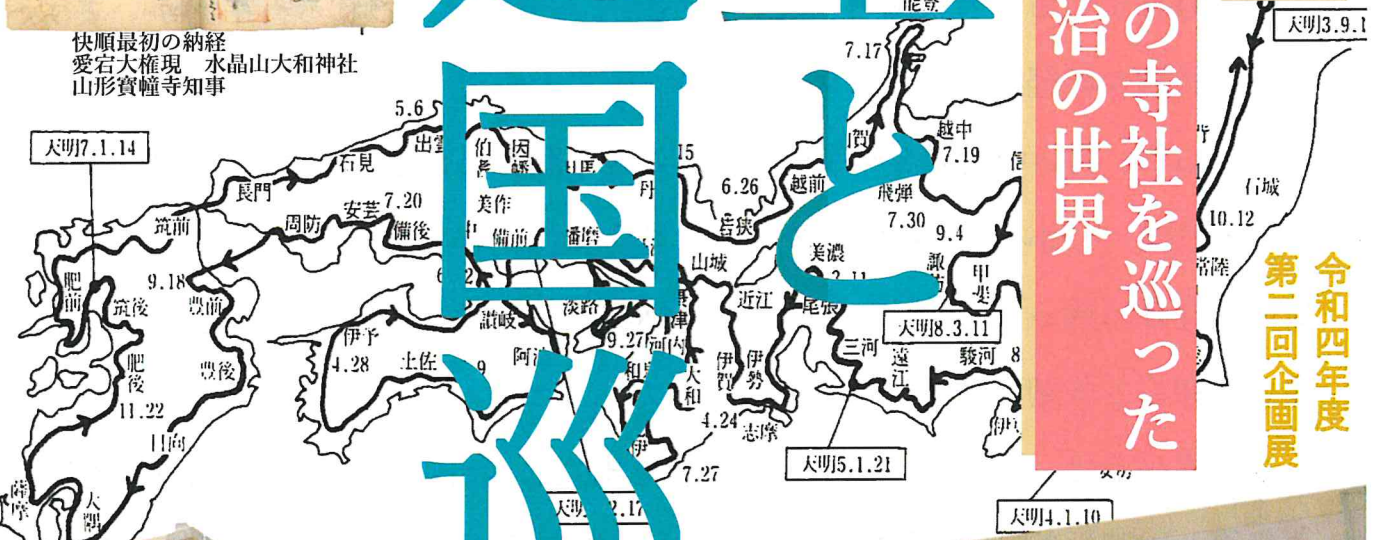 快順最初の納経
愛宕大権現　水晶山大和神社
山形寳幢寺知事
の寺社を巡った
治の世界
令和四年度
第二回企画展
と
国
巡
天明7.1.14
天明3.9.1
天明8.3.11
天明5.1.21
天明4.1.10
2.17
能登
7.17
越中
7.19
5.6
出雲
石見
長門
伯耆
因幡
15
6.26
越前
飛弾
7.30
9.4
石城
10.12
常陸
筑前
周防
安芸
7.20
備後
美作
備前
播磨
若狭
山城
美濃
諏訪
甲斐
近江
尾張
肥前
9.18
豊前
筑後
淡路
摂津
讃岐
伊予
4.28
土佐
9
9.27
河内
大和
伊賀
伊勢
三河
遠江
駿河
8
肥後
豊後
11.22
日向
4.24
志摩
7.27
薩摩
大隅